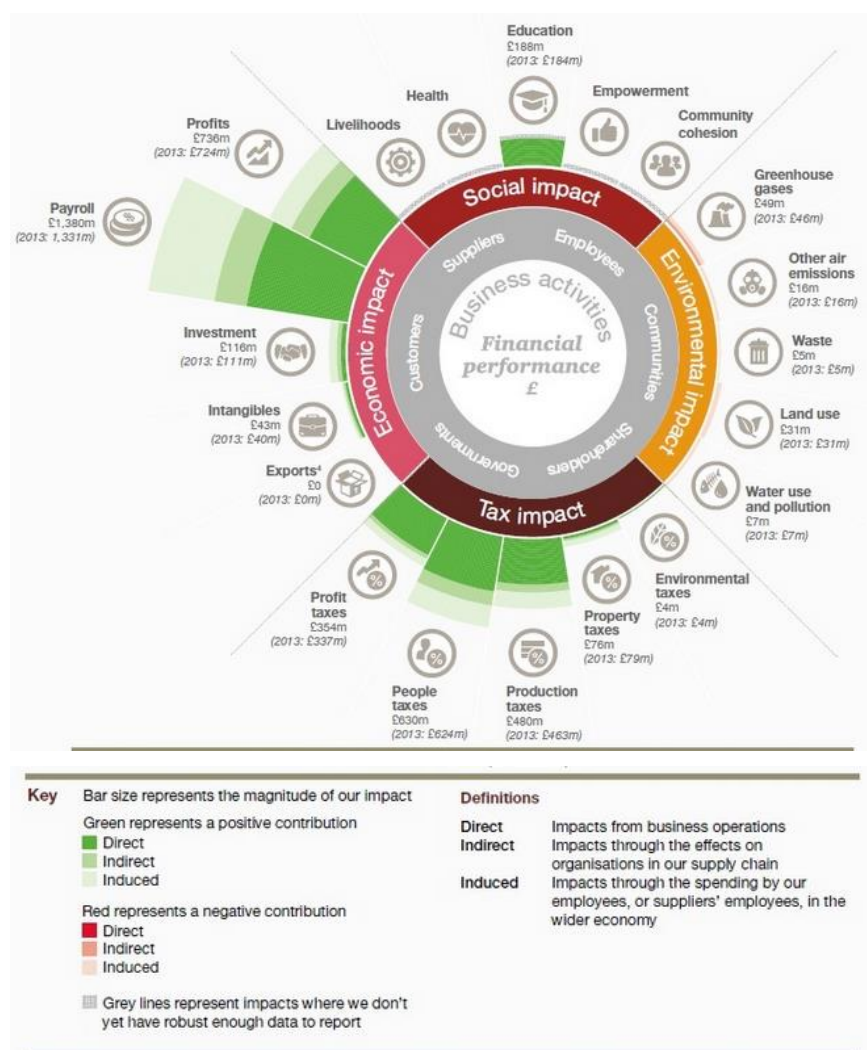 Education
£188m
(2013: £184m)
Health
Empowerment
Livelihoods
Community
cohesion
Profits
£736m
(2013: £724m)
Payroll
£1,380m
(2013: 1,331m)
Investment
£116m
(2013: £111m)
Intangibles
£43m
(2013: £40m)
Exports⁴
£0
(2013: £0m)
Greenhouse
gases
£49m
(2013: £46m)
Other air
emissions
£16m
(2013: £16m)
Waste
£5m
(2013: £5m)
Land use
£31m
(2013: £31m)
Water use
and pollution
£7m
(2013: £7m)
Environmental
taxes
£4m
(2013: £4m)
Property
taxes
£76m
(2013: £79m)
Production
taxes
£480m
(2013: £463m)
People
taxes
£630m
(2013: £624m)
Profit
taxes
£354m
(2013: £337m)
Social impact
Environmental impact
Tax impact
Economic impact
Suppliers
Employees
Communities
Shareholders
Governments
Customers
Business activities
Financial
performance
£
Key
Bar size represents the magnitude of our impact
Green represents a positive contribution
Direct
Indirect
Induced
Red represents a negative contribution
Direct
Indirect
Induced
Grey lines represent impacts where we don't
yet have robust enough data to report
Definitions
Direct Impacts from business operations
Indirect Impacts through the effects on
organisations in our supply chain
Induced Impacts through the spending by our
employees, or suppliers' employees, in the
wider economy